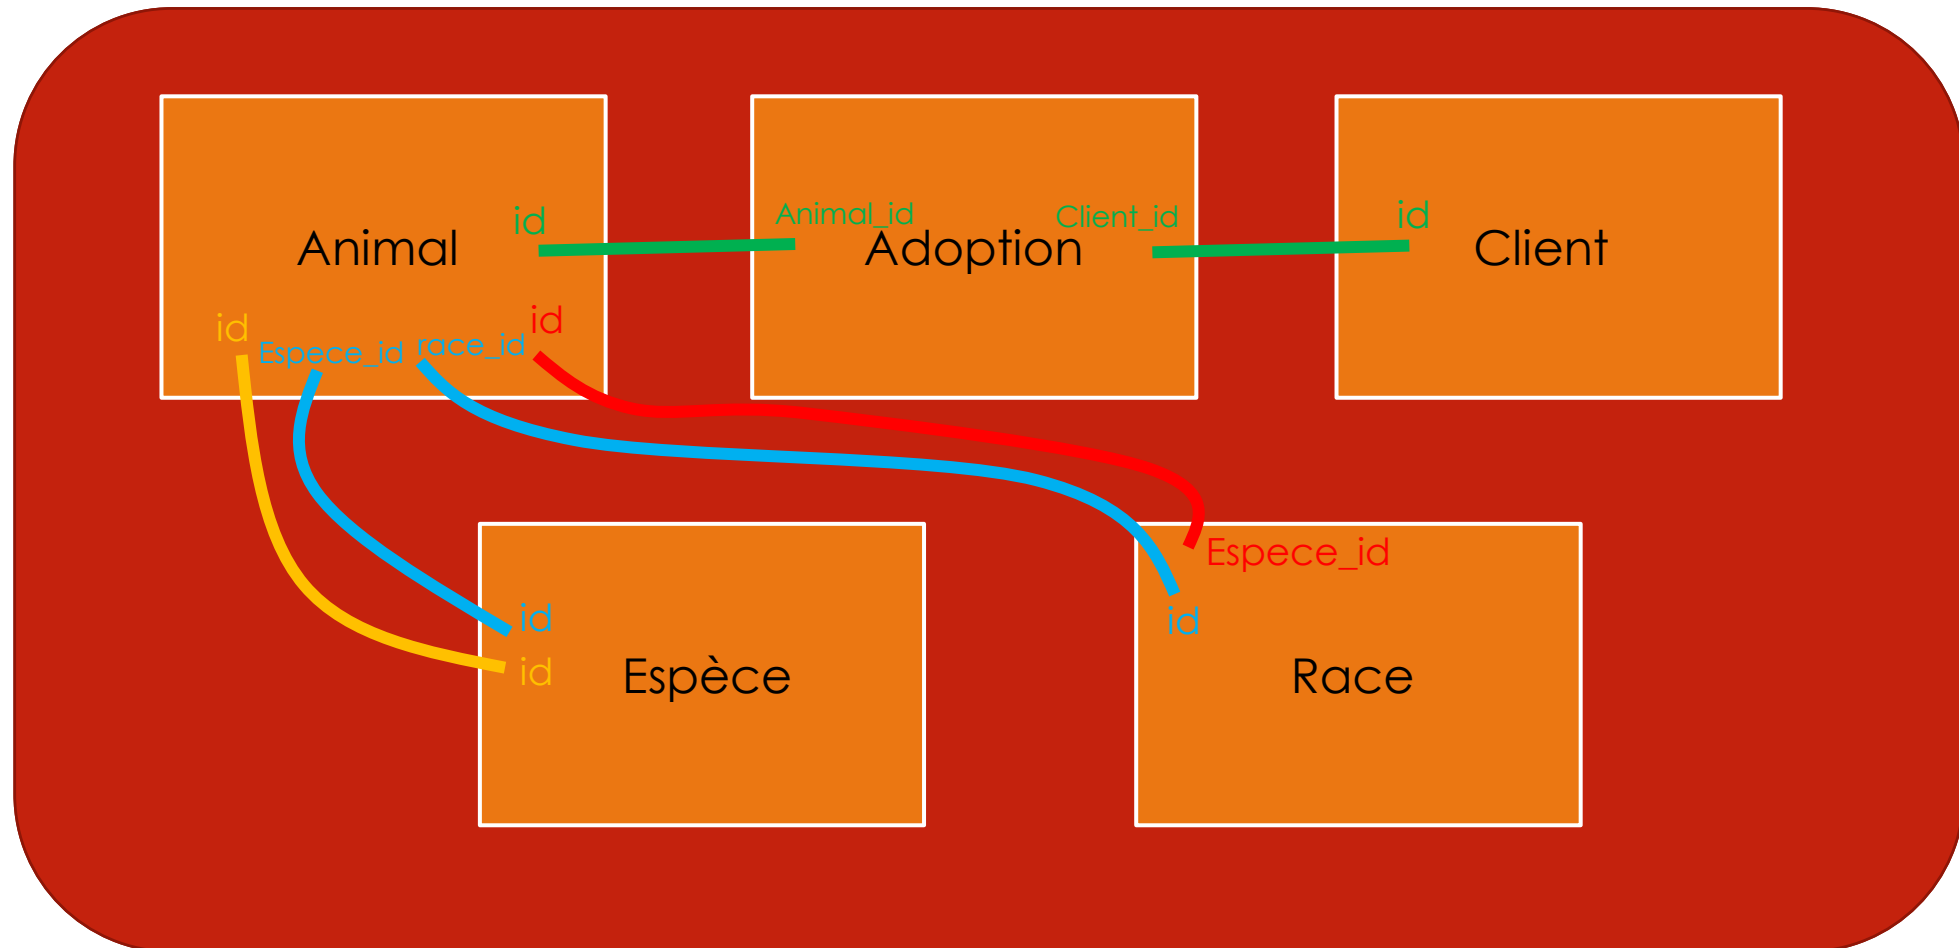 Animal
id
id
Espece_id
race_id
id
Animal_id
Client_id
Adoption
id
Client
id
id
Espèce
Espece_id
id
Race